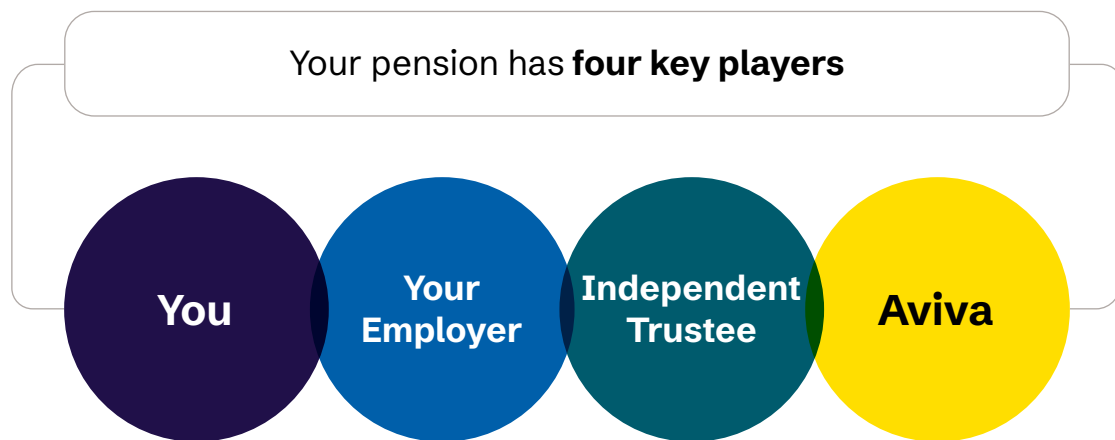 Your pension has four key players
You
Your
Employer
Independent
Trustee
Aviva